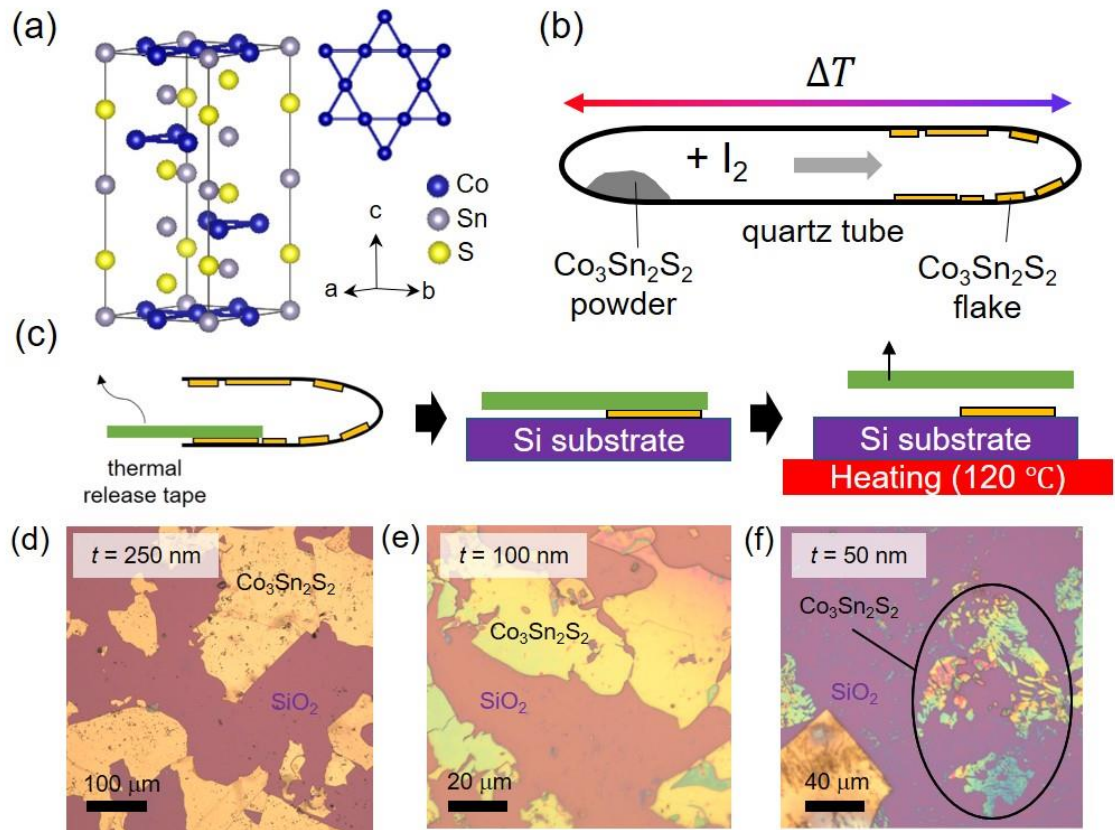 (a)
Co
Sn
S
c
a
b
(b)
ΔT
+ I₂
quartz tube
Co₃Sn₂S₂
powder
Co₃Sn₂S₂
flake
(c)
thermal
release tape
Si substrate
Si substrate
Heating (120 ℃)
(d)
t = 250 nm
Co₃Sn₂S₂
SiO₂
100 μm
(e)
t = 100 nm
Co₃Sn₂S₂
SiO₂
20 μm
(f)
t = 50 nm
Co₃Sn₂S₂
SiO₂
40 μm